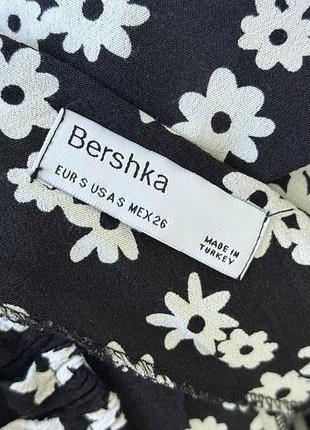 Bershka
EUR S USA S MEX 26
MADE IN
TURKEY